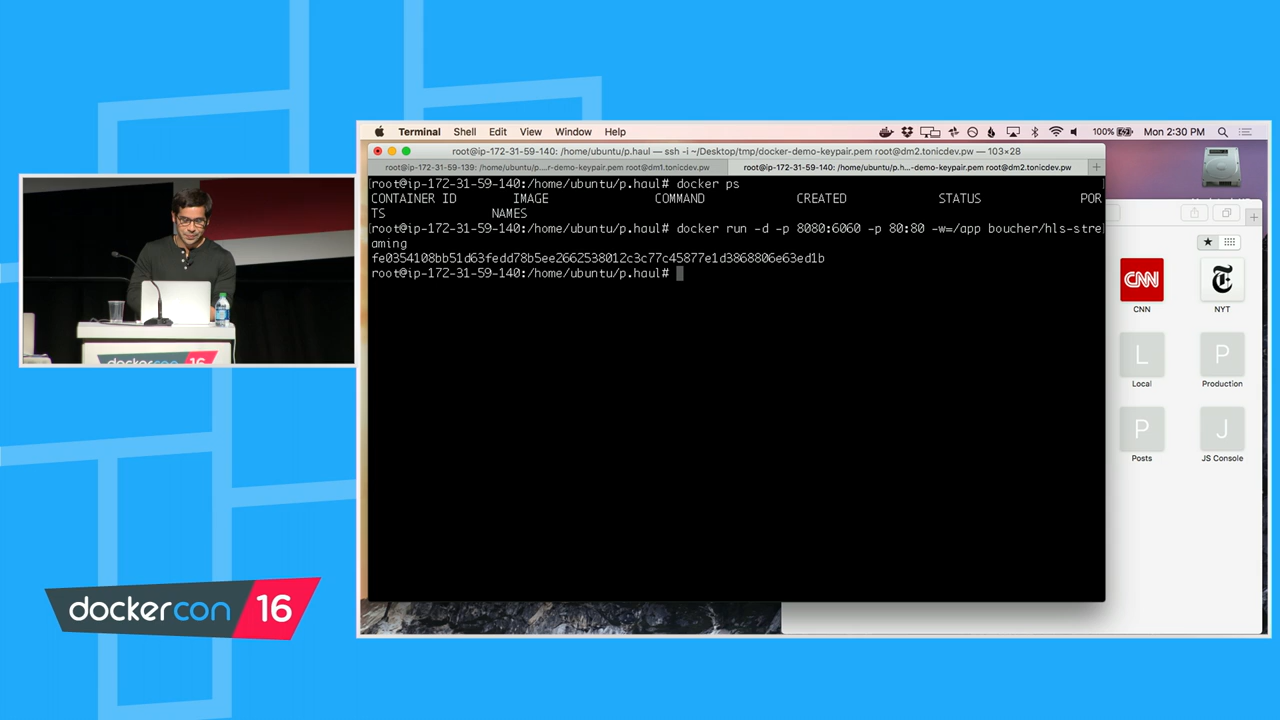 Terminal Shell Edit View Window Help 100% Mon 2:30 PM
root@ip-172-31-59-140: /home/ubuntu/p.haul — ssh -i ~/Desktop/tmp/docker-demo-keypair.pem root@dm2.tonicdev.pw — 103×28
root@ip-172-31-59-139: /home/ubuntu/p....r-demo-keypair.pem root@dm1.tonicdev.pw
root@ip-172-31-59-140: /home/ubuntu/p.h...-demo-keypair.pem root@dm2.tonicdev.pw +
[root@ip-172-31-59-140:/home/ubuntu/p.haul# docker ps ]
CONTAINER ID IMAGE COMMAND CREATED STATUS POR
TS NAMES
[root@ip-172-31-59-140:/home/ubuntu/p.haul# docker run -d -p 8080:6060 -p 80:80 -w=/app boucher/hls-stre]
aming
fe0354108bb51d63fedd78b5ee2662538012c3c77c45877e1d3868806e63ed1b
root@ip-172-31-59-140:/home/ubuntu/p.haul#
CNN
CNN
T
NYT
L
Local
P
Production
P
Posts
J
JS Console
dockercon 16
dockercon 16